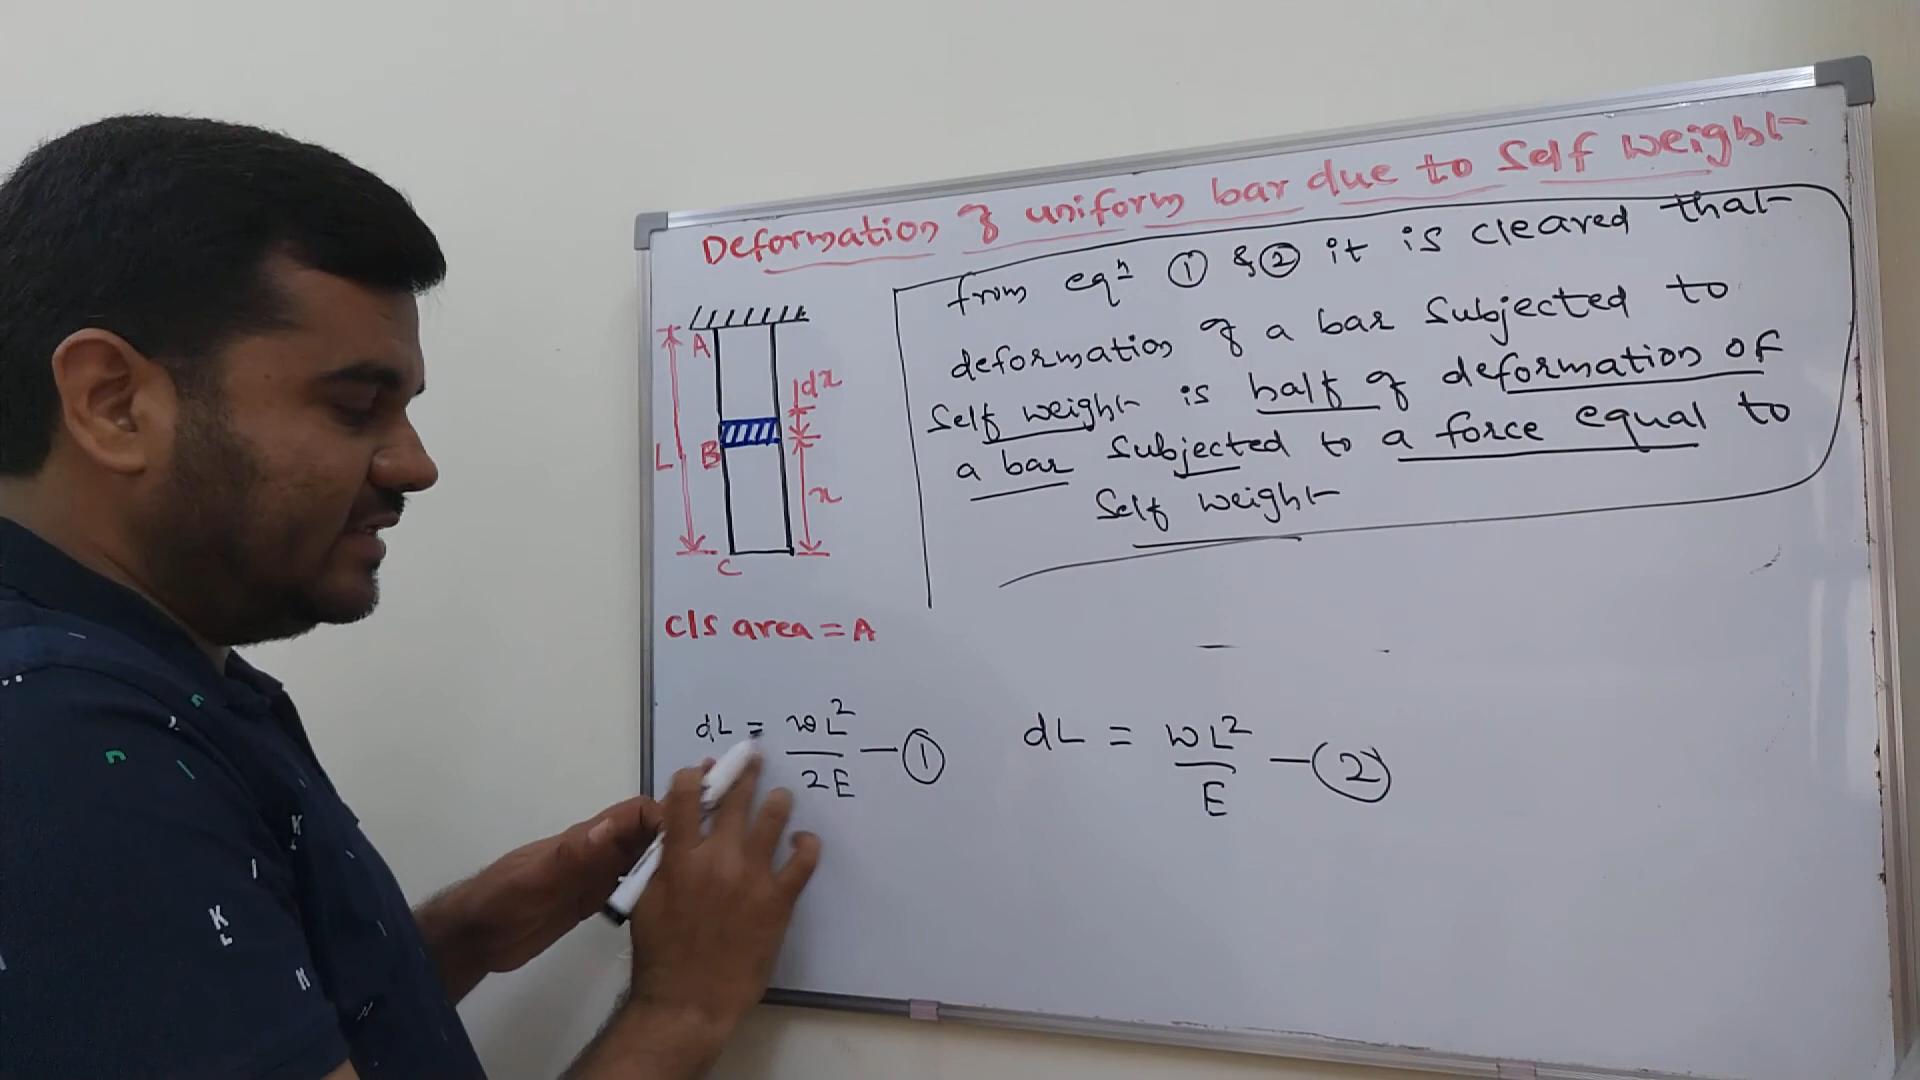 Deformation of uniform bar due to Self weight
from eqⁿ ① & ② it is cleared that
deformation of a bar subjected to
Self weight is half of deformation of
a bar subjected to a force equal to
Self weight
A
dx
L
B
x
C
C/s area = A
dL = wL²/2E — ①
dL = wL²/E — ②